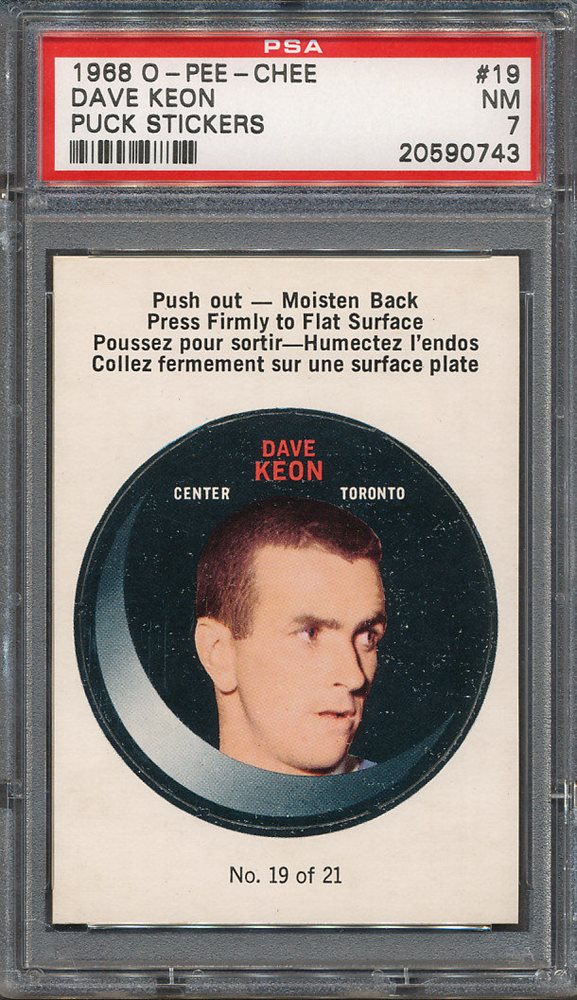 PSA
1968 O-PEE-CHEE #19
DAVE KEON NM
PUCK STICKERS 7
20590743
Push out — Moisten Back
Press Firmly to Flat Surface
Poussez pour sortir—Humectez l'endos
Collez fermement sur une surface plate
DAVE
KEON
CENTER TORONTO
No. 19 of 21